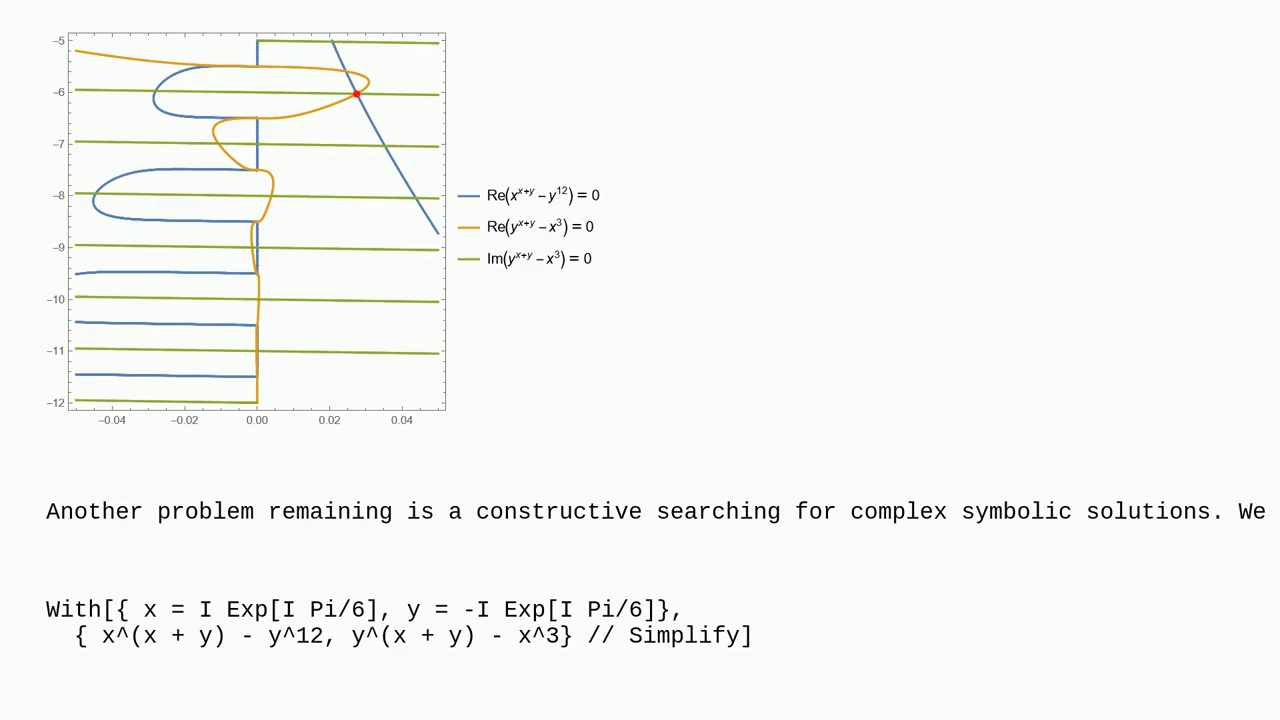 -5
-6
-7
-8
-9
-10
-11
-12
-0.04 -0.02 0.00 0.02 0.04
Re(x^{x+y} - y^{12}) = 0
Re(y^{x+y} - x^3) = 0
Im(y^{x+y} - x^3) = 0
Another problem remaining is a constructive searching for complex symbolic solutions. We
With[{ x = I Exp[I Pi/6], y = -I Exp[I Pi/6]},
{ x^(x + y) - y^12, y^(x + y) - x^3} // Simplify]